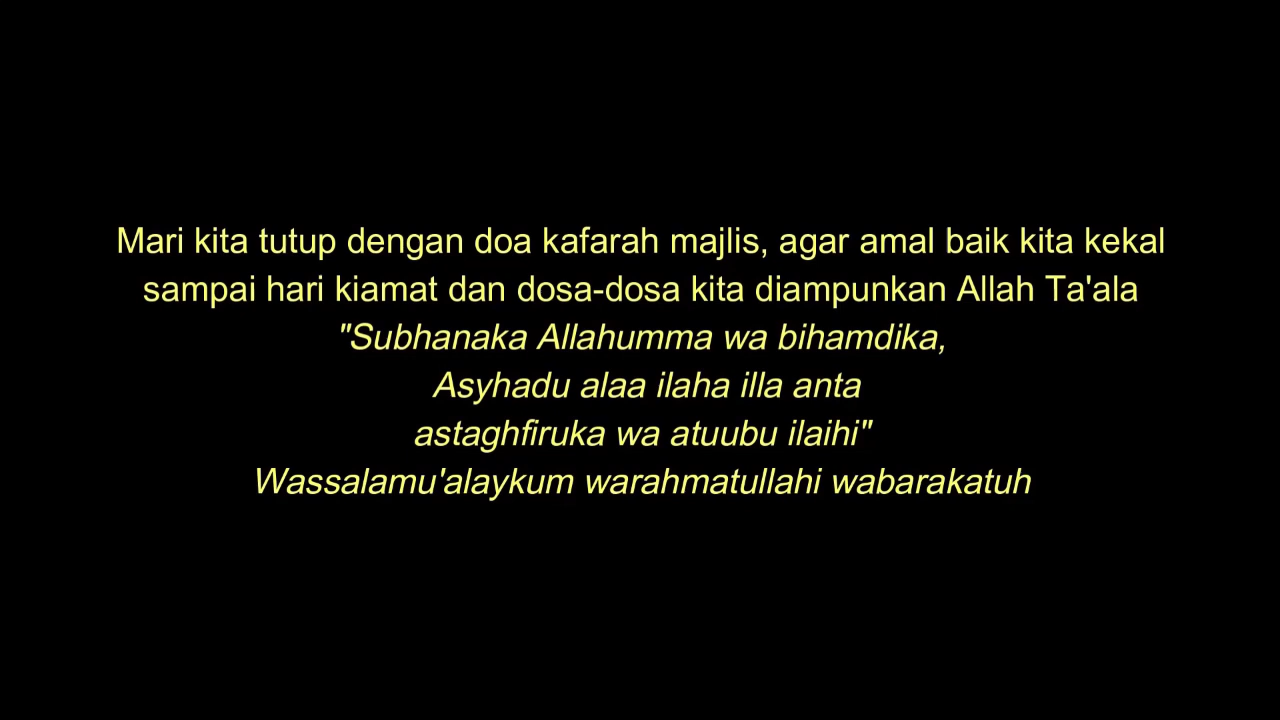 Mari kita tutup dengan doa kafarah majlis, agar amal baik kita kekal
sampai hari kiamat dan dosa-dosa kita diampunkan Allah Ta'ala
"Subhanaka Allahumma wa bihamdika,
Asyhadu alaa ilaha illa anta
astaghfiruka wa atuubu ilaihi"
Wassalamu'alaykum warahmatullahi wabarakatuh